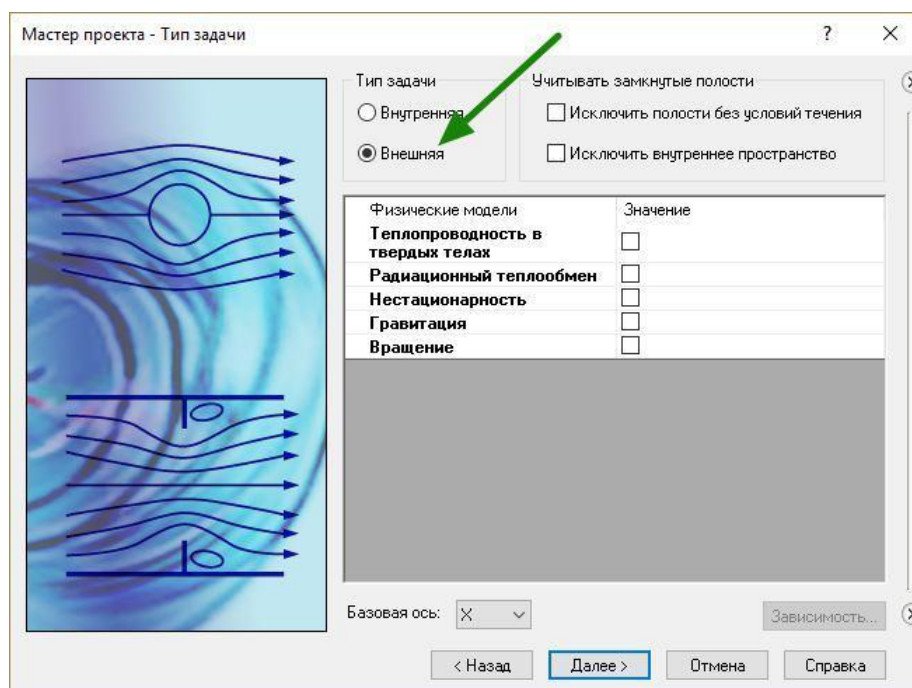 Мастер проекта - Тип задачи
?
Тип задачи
Внутренняя
Внешняя
Учитывать замкнутые полости
Исключить полости без условий течения
Исключить внутреннее пространство
Физические модели
Значение
Теплопроводность в
твердых телах
Радиационный теплообмен
Нестационарность
Гравитация
Вращение
Базовая ось:
X
Зависимость...
< Назад
Далее >
Отмена
Справка